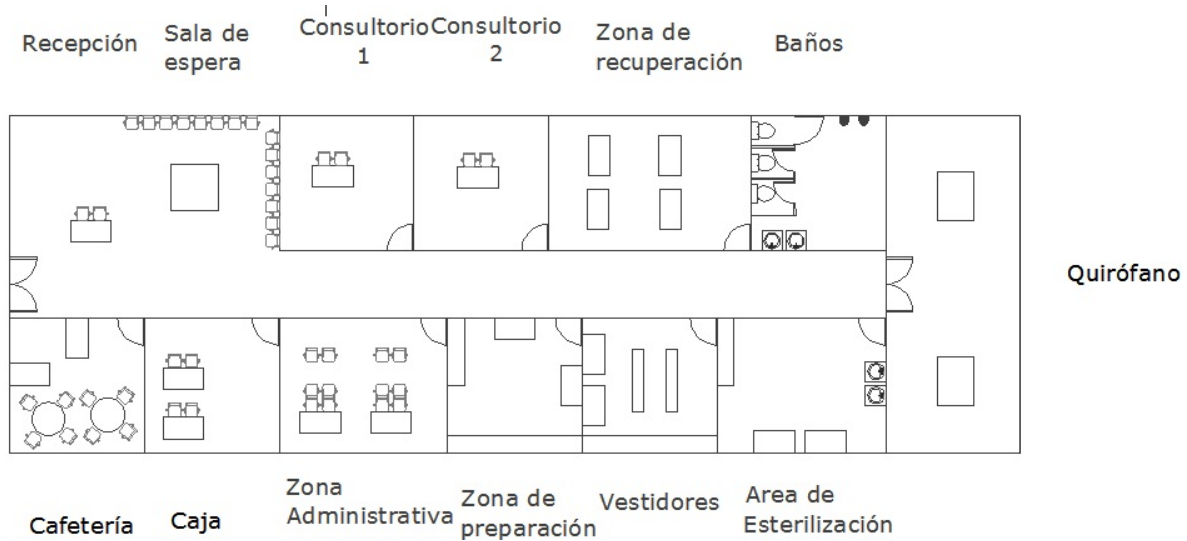 Recepción
Sala de
espera
Consultorio
1
Consultorio
2
Zona de
recuperación
Baños
Quirófano
Cafetería
Caja
Zona
Administrativa
Zona de
preparación
Vestidores
Area de
Esterilización